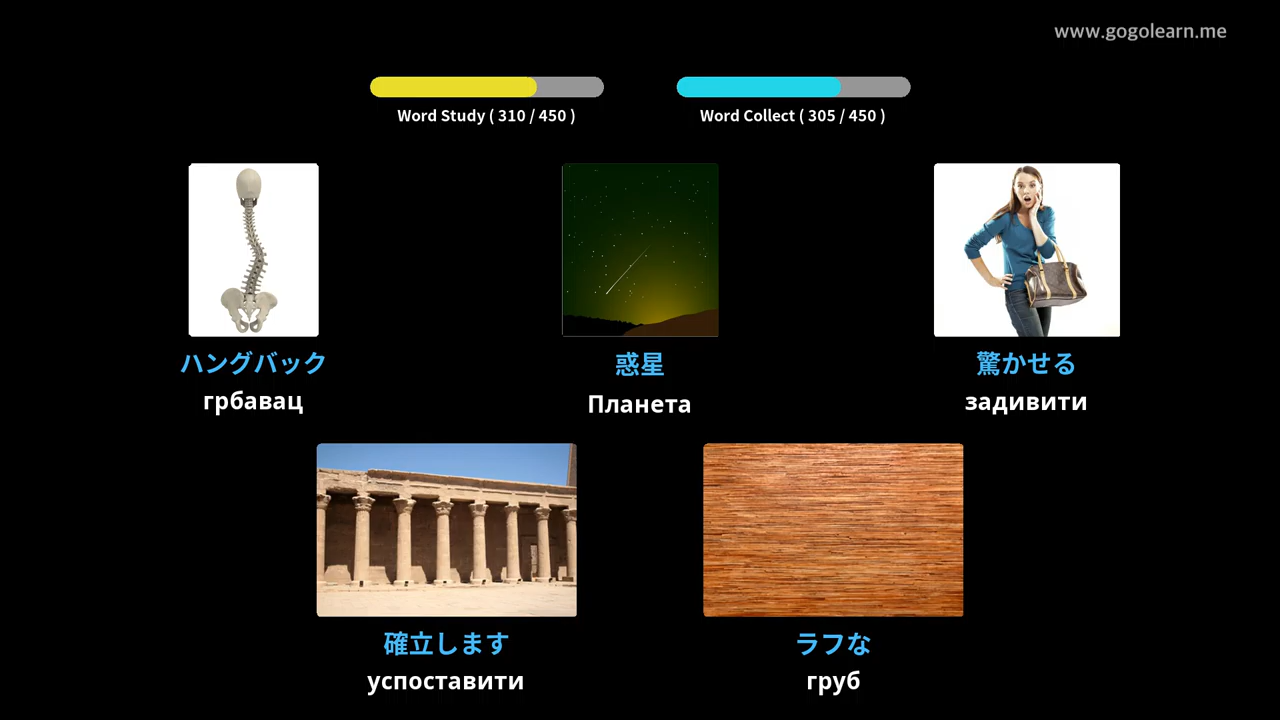 www.gogolearn.me
Word Study ( 310 / 450 )
Word Collect ( 305 / 450 )
ハングバック
грбавац
惑星
Планета
驚かせる
задивити
確立します
успоставити
ラフな
груб